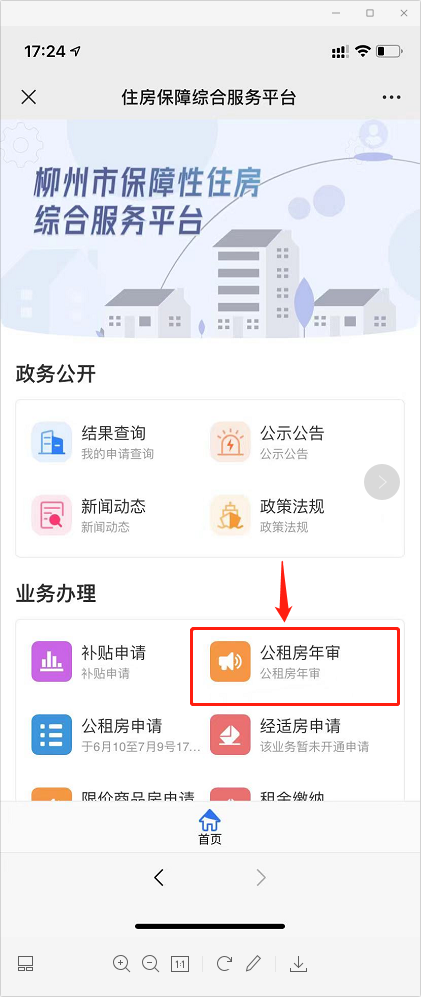 17:24
住房保障综合服务平台
柳州市保障性住房
综合服务平台
政务公开
结果查询
我的申请查询
公示公告
公示公告
新闻动态
新闻动态
政策法规
政策法规
业务办理
补贴申请
补贴申请
公租房年审
公租房年审
公租房申请
于6月10至7月9号17...
经适房申请
该业务暂未开通申请
限价商品房申请
租金缴纳
首页
1:1